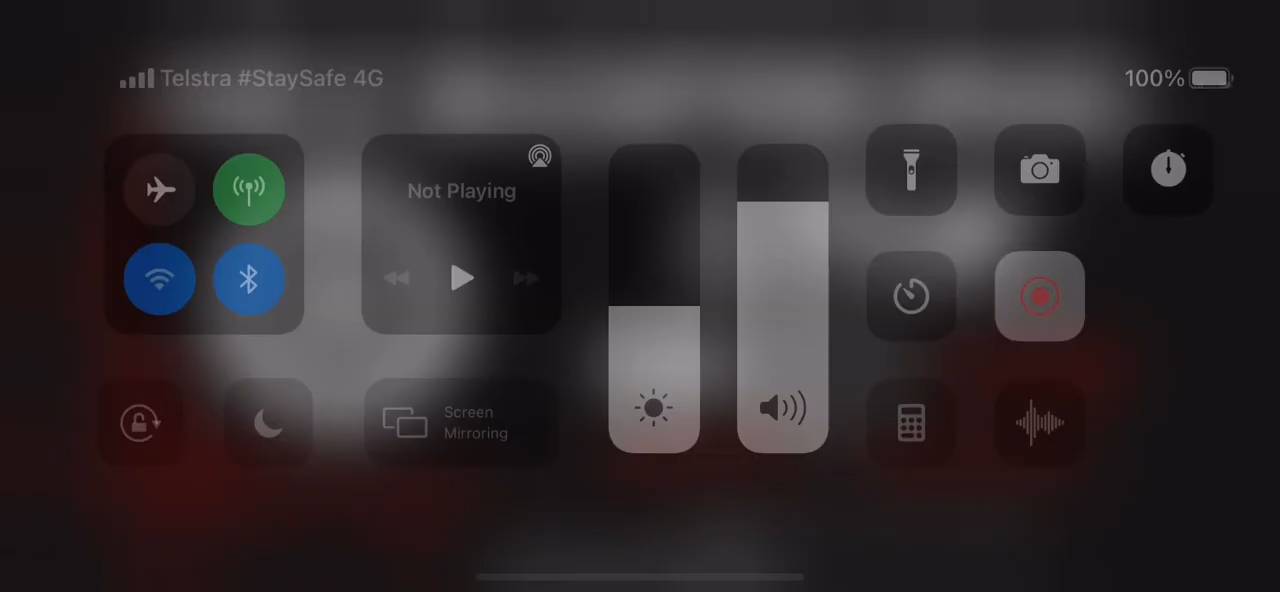 Telstra #StaySafe 4G
100%
Not Playing
Screen
Mirroring